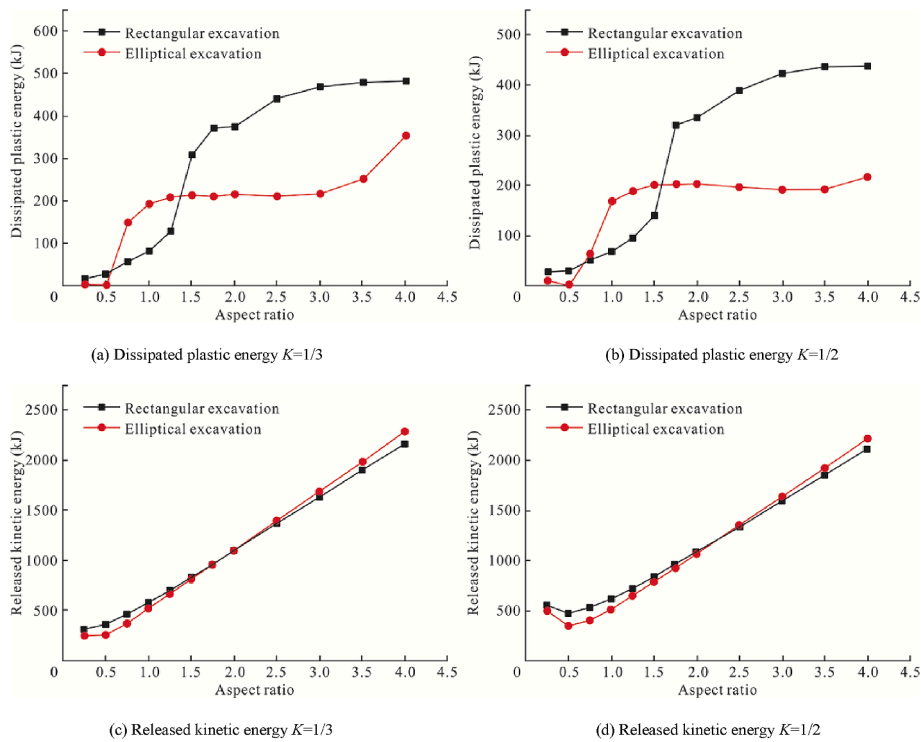 Rectangular excavation
Elliptical excavation
Dissipated plastic energy (kJ)
600
500
400
300
200
100
0
0.5 1.0 1.5 2.0 2.5 3.0 3.5 4.0 4.5
Aspect ratio
(a) Dissipated plastic energy K=1/3
Rectangular excavation
Elliptical excavation
Dissipated plastic energy (kJ)
500
400
300
200
100
0
0.5 1.0 1.5 2.0 2.5 3.0 3.5 4.0 4.5
Aspect ratio
(b) Dissipated plastic energy K=1/2
Rectangular excavation
Elliptical excavation
Released kinetic energy (kJ)
2500
2000
1500
1000
500
0
0.5 1.0 1.5 2.0 2.5 3.0 3.5 4.0 4.5
Aspect ratio
(c) Released kinetic energy K=1/3
Rectangular excavation
Elliptical excavation
Released kinetic energy (kJ)
2500
2000
1500
1000
500
0
0.5 1.0 1.5 2.0 2.5 3.0 3.5 4.0 4.5
Aspect ratio
(d) Released kinetic energy K=1/2